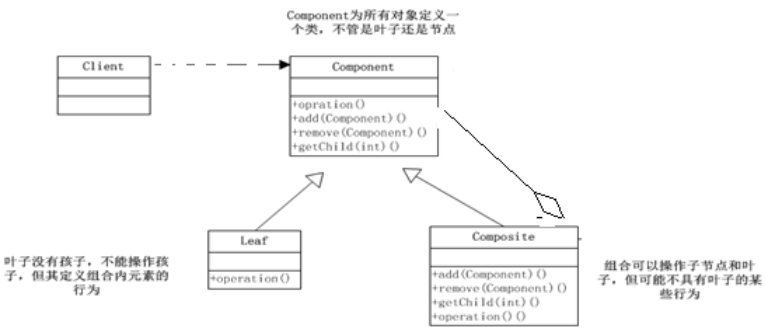 Component为所有对象定义一
个类，不管是叶子还是节点
Client
Component
+opration()
+add(Component)()
+remove(Component)()
+getChild(int)()
Leaf
+operation()
叶子没有孩子，不能操作孩
子，但其定义组合内元素的
行为
Composite
+add(Component)()
+remove(Component)()
+getChild(int)()
+operation()()
组合可以操作子节点和叶
子，但可能不具有叶子的某
些行为